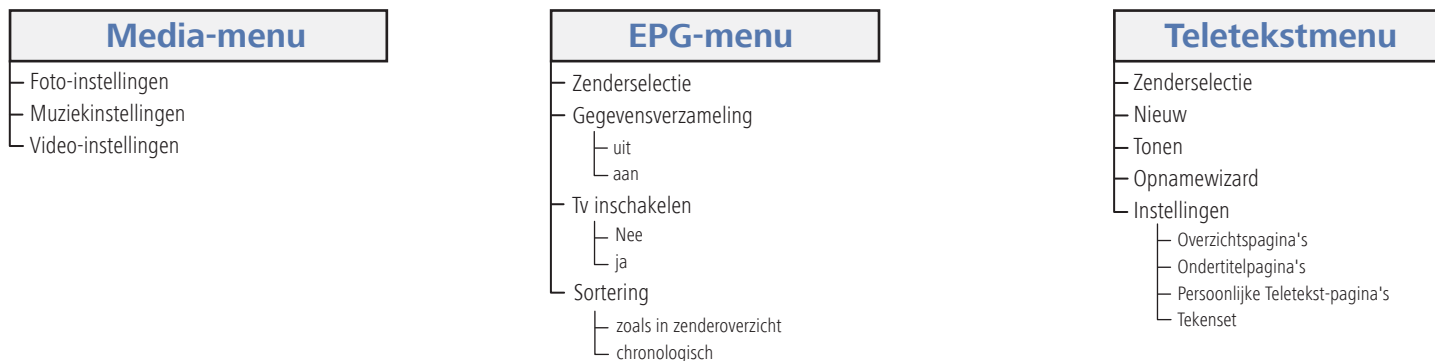 Media-menu
Foto-instellingen
Muziekinstellingen
Video-instellingen
EPG-menu
Zenderselectie
Gegevensverzameling
uit
aan
Tv inschakelen
Nee
ja
Sortering
zoals in zenderoverzicht
chronologisch
Teletekstmenu
Zenderselectie
Nieuw
Tonen
Opnamewizard
Instellingen
Overzichtspagina's
Ondertitelpagina's
Persoonlijke Teletekst-pagina's
Tekenset